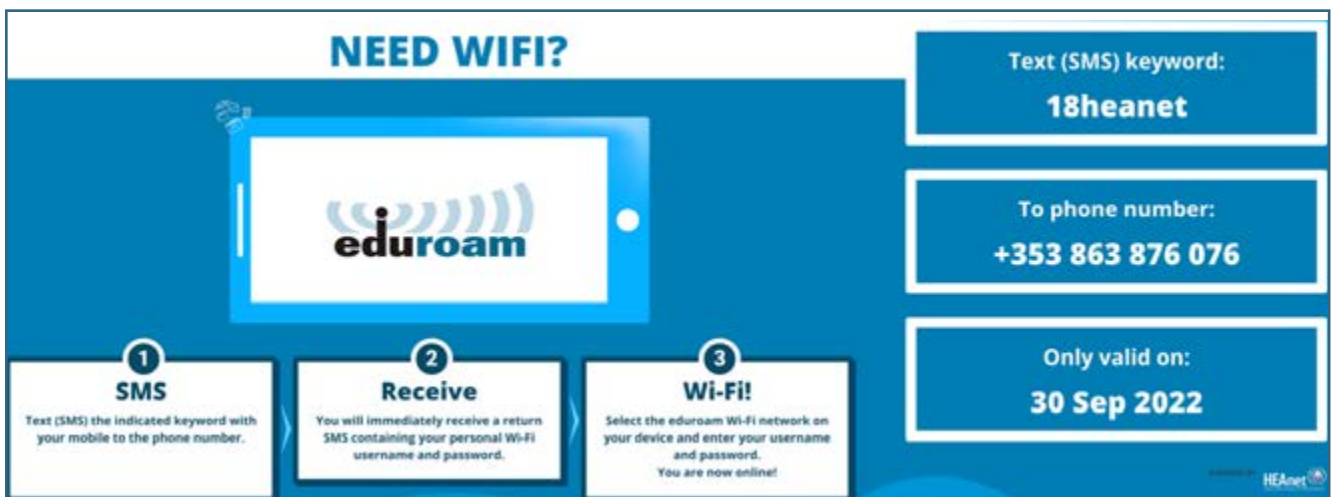 NEED WIFI?
eduroam
1
SMS
Text (SMS) the indicated keyword with
your mobile to the phone number.
2
Receive
You will immediately receive a return
SMS containing your personal Wi-Fi
username and password.
3
Wi-Fi!
Select the eduroam Wi-Fi network on
your device and enter your username
and password.
You are now online!
Text (SMS) keyword:
18heanet
To phone number:
+353 863 876 076
Only valid on:
30 Sep 2022
HEAnet